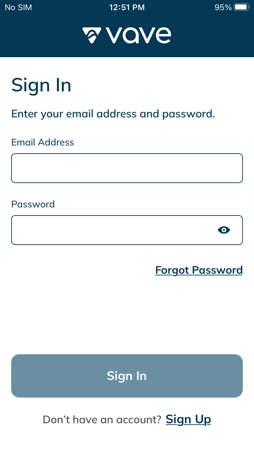 No SIM 12:51 PM 95%
vave
Sign In
Enter your email address and password.
Email Address
Password
Forgot Password
Sign In
Don't have an account? Sign Up